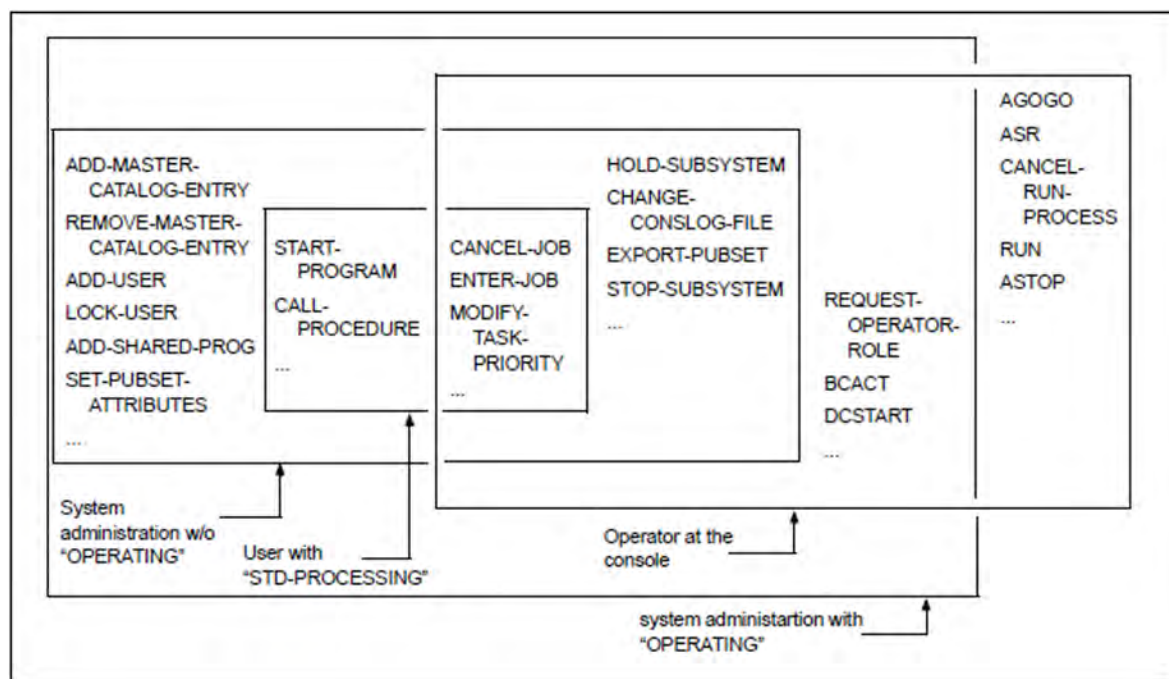 ADD-MASTER-
CATALOG-ENTRY
REMOVE-MASTER-
CATALOG-ENTRY
ADD-USER
LOCK-USER
ADD-SHARED-PROG
SET-PUBSET-
ATTRIBUTES
...
START-
PROGRAM
CALL-
PROCEDURE
...
CANCEL-JOB
ENTER-JOB
MODIFY-
TASK-
PRIORITY
...
HOLD-SUBSYSTEM
CHANGE-
CONSLOG-FILE
EXPORT-PUBSET
STOP-SUBSYSTEM
...
REQUEST-
OPERATOR-
ROLE
BCACT
DCSTART
...
AGOGO
ASR
CANCEL-
RUN-
PROCESS
RUN
ASTOP
...
System
administration w/o
“OPERATING”
User with
“STD-PROCESSING”
Operator at the
console
system administartion with
“OPERATING”